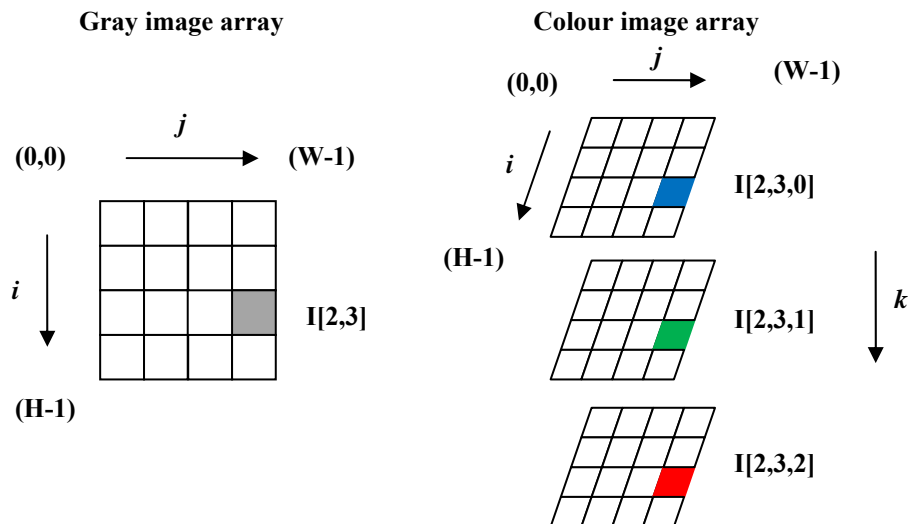 Gray image array
(0,0)
j
(W-1)
i
I[2,3]
(H-1)
Colour image array
(0,0)
j
(W-1)
i
I[2,3,0]
(H-1)
I[2,3,1]
k
I[2,3,2]